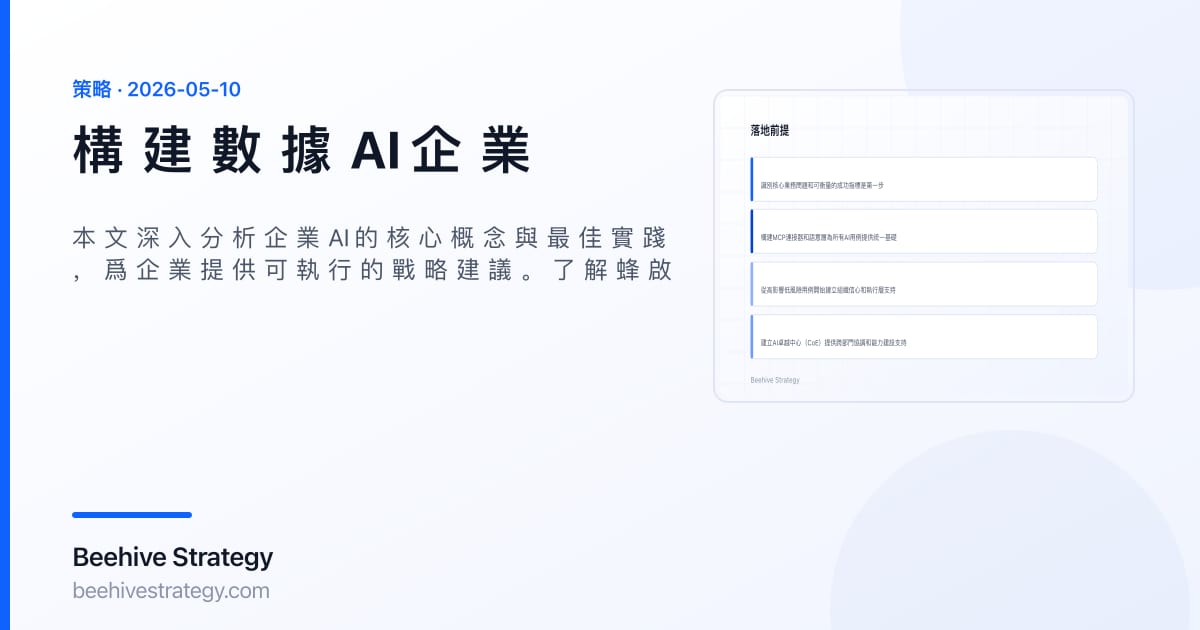 策略 · 2026-05-10
構建數據AI企業
本文深入分析企業AI的核心概念與最佳實踐
，爲企業提供可執行的戰略建議。了解蜂啟
落地前提
識別核心業務問題和可衡量的成功指標是第一步
構建MCP連接器和語意層為所有AI用例提供統一基礎
從高影響低風險用例開始建立組織信心和執行層支持
建立AI卓越中心（CoE）提供跨部門協調和能力建設支持
Beehive Strategy
Beehive Strategy
beehivestrategy.com